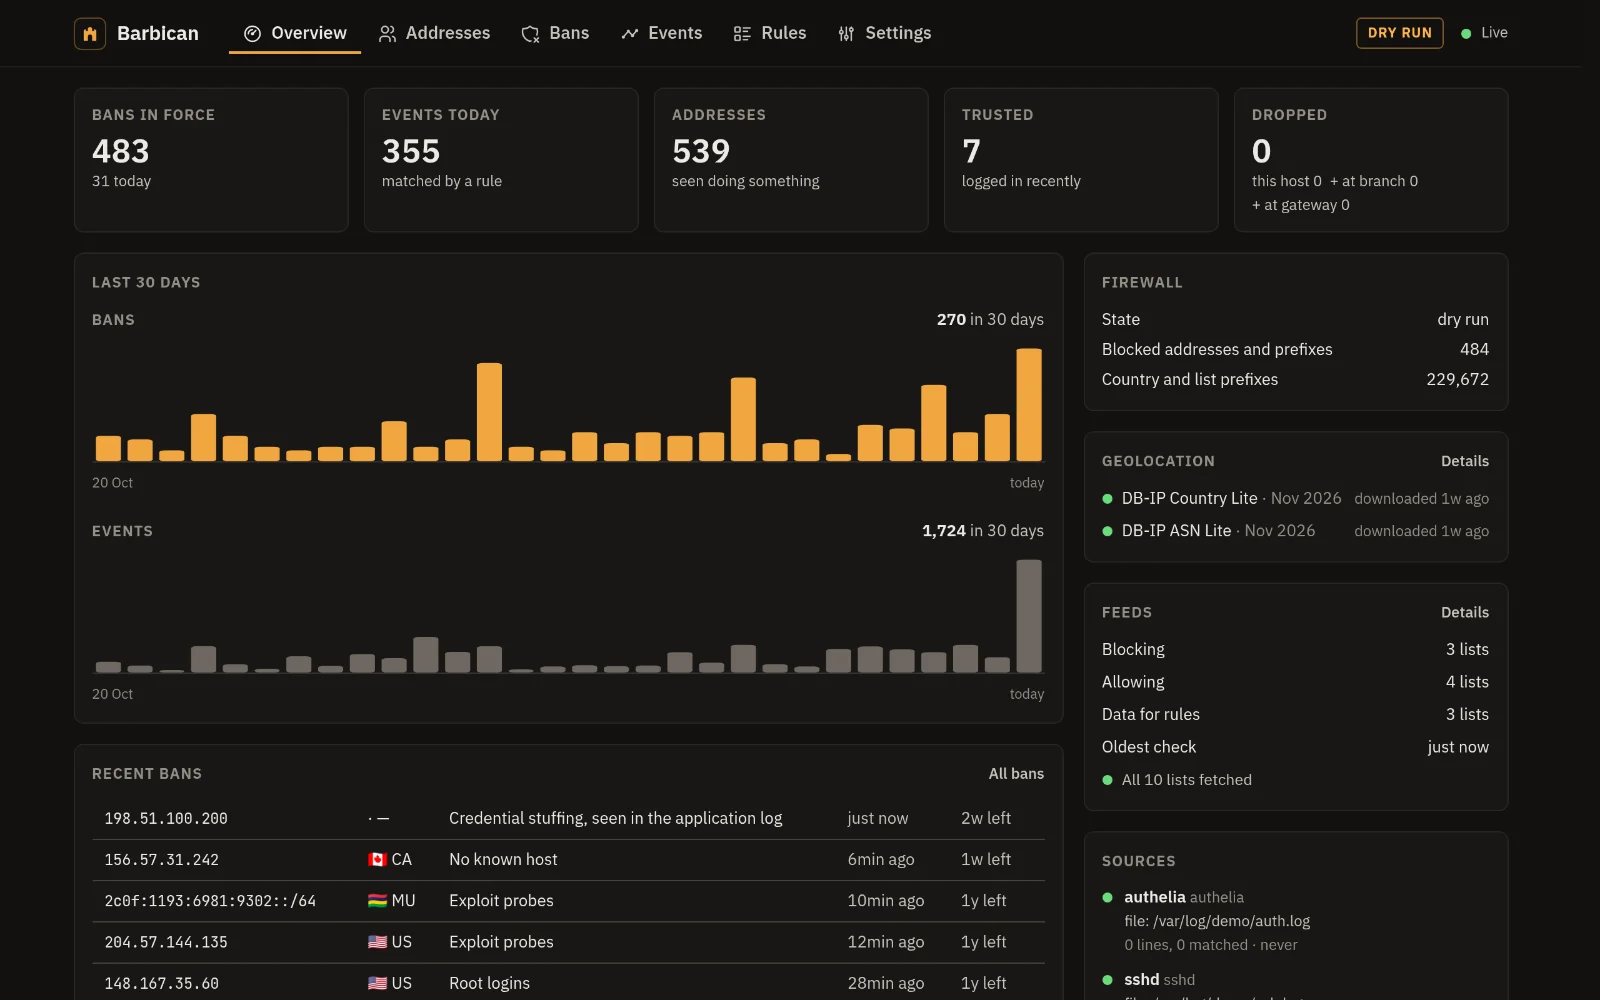 Barbican
Overview
Addresses
Bans
Events
Rules
Settings
DRY RUN
Live
BANS IN FORCE
483
31 today
EVENTS TODAY
355
matched by a rule
ADDRESSES
539
seen doing something
TRUSTED
7
logged in recently
DROPPED
0
this host 0 + at branch 0
+ at gateway 0
LAST 30 DAYS
BANS
270 in 30 days
20 Oct
today
EVENTS
1,724 in 30 days
20 Oct
today
RECENT BANS
All bans
198.51.100.200 · — Credential stuffing, seen in the application log just now 2w left
156.57.31.242 CA No known host 6min ago 1w left
2c0f:1193:6981:9302::/64 MU Exploit probes 10min ago 1y left
204.57.144.135 US Exploit probes 12min ago 1y left
148.167.35.60 US Root logins 28min ago 1y left
FIREWALL
State dry run
Blocked addresses and prefixes 484
Country and list prefixes 229,672
GEOLOCATION Details
DB-IP Country Lite · Nov 2026 downloaded 1w ago
DB-IP ASN Lite · Nov 2026 downloaded 1w ago
FEEDS Details
Blocking 3 lists
Allowing 4 lists
Data for rules 3 lists
Oldest check just now
All 10 lists fetched
SOURCES
authelia authelia
file: /var/log/demo/auth.log
0 lines, 0 matched · never
sshd sshd